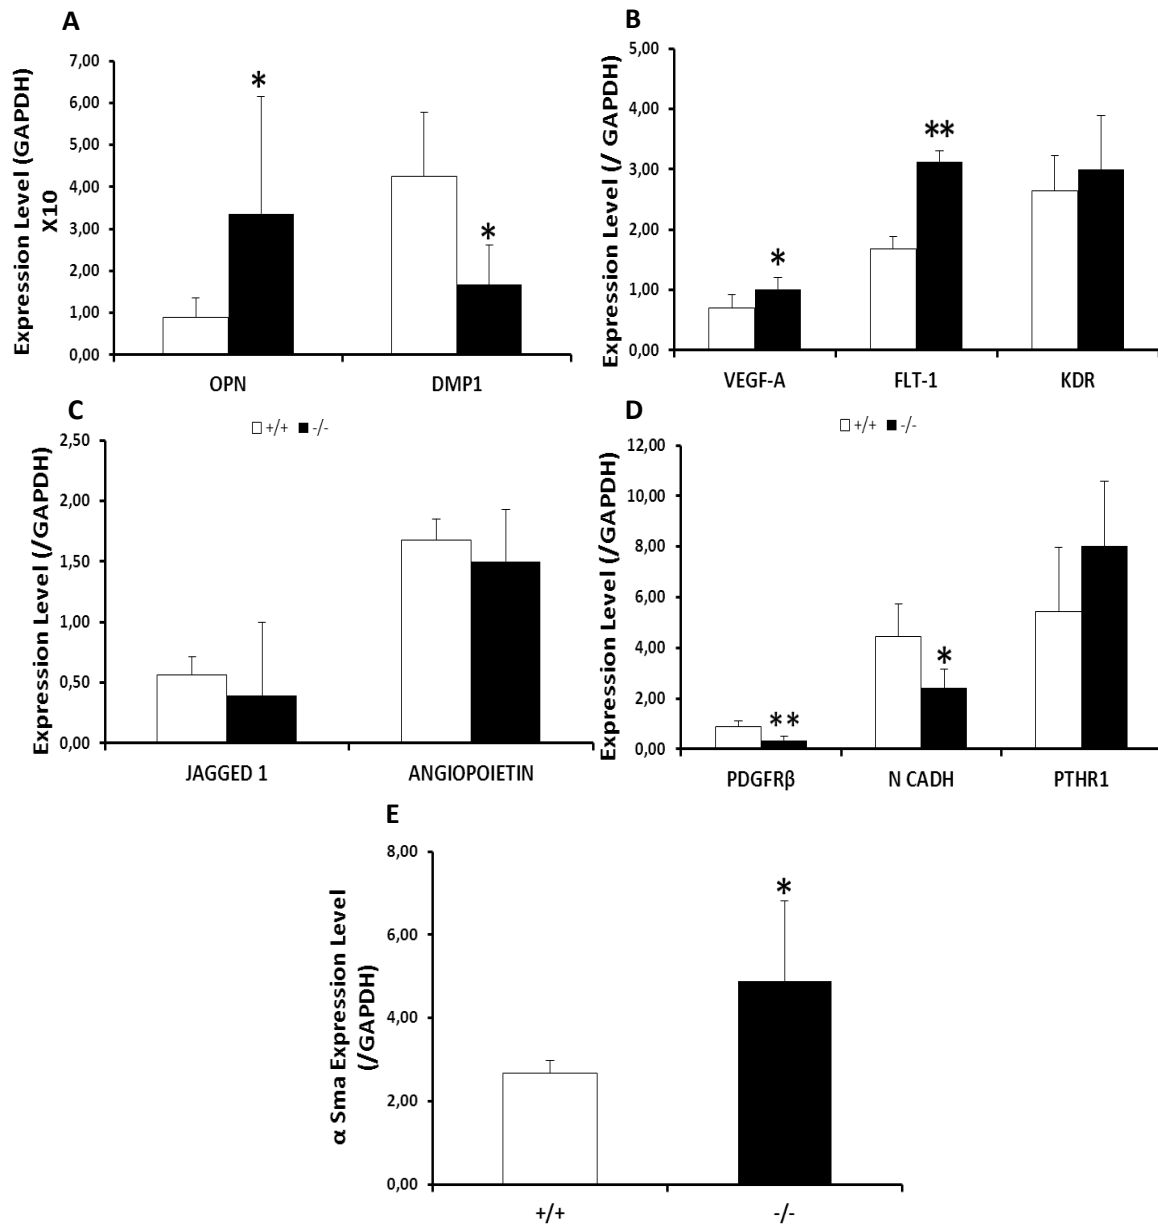 A
Expression Level (GAPDH)
X10
7,00
6,00
5,00
4,00
3,00
2,00
1,00
0,00
*
*
OPN DMP1
B
Expression Level (/ GAPDH)
5,00
4,00
3,00
2,00
1,00
0,00
*
**
VEGF-A FLT-1 KDR
C
+/+ -/-
Expression Level (/GAPDH)
2,50
2,00
1,50
1,00
0,50
0,00
JAGGED 1 ANGIOPOIETIN
D
+/+ -/-
Expression Level (/GAPDH)
12,00
10,00
8,00
6,00
4,00
2,00
0,00
**
*
PDGFRβ N CADH PTHR1
E
α Sma Expression Level
(/GAPDH)
8,00
6,00
4,00
2,00
0,00
*
+/+ -/-